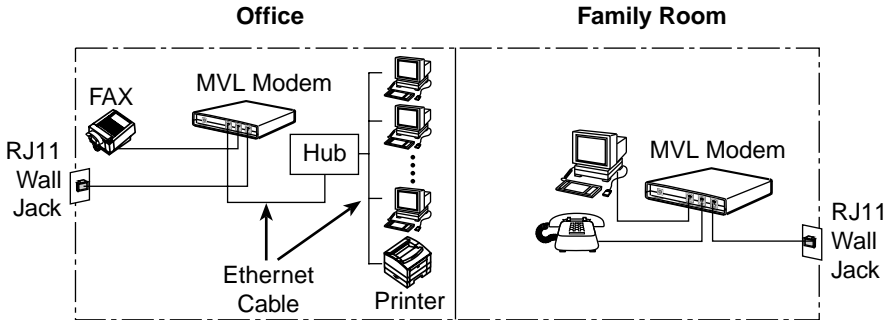 Office
Family Room
MVL Modem
FAX
RJ11
Wall
Jack
Hub
Ethernet
Cable
Printer
MVL Modem
RJ11
Wall
Jack